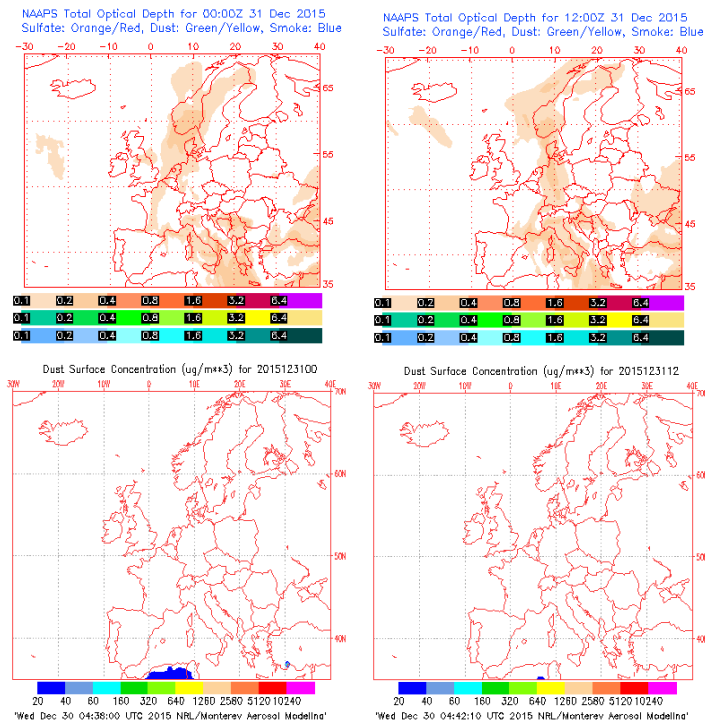 NAAPS Total Optical Depth for 00:00Z 31 Dec 2015
Sulfate: Orange/Red, Dust: Green/Yellow, Smoke: Blue
-30 -20 -10 0 10 20 30 40
65
55
45
35
0.1 0.2 0.4 0.8 1.6 3.2 6.4
0.1 0.2 0.4 0.8 1.6 3.2 6.4
0.1 0.2 0.4 0.8 1.6 3.2 6.4
NAAPS Total Optical Depth for 12:00Z 31 Dec 2015
Sulfate: Orange/Red, Dust: Green/Yellow, Smoke: Blue
-30 -20 -10 0 10 20 30 40
65
55
45
35
0.1 0.2 0.4 0.8 1.6 3.2 6.4
0.1 0.2 0.4 0.8 1.6 3.2 6.4
0.1 0.2 0.4 0.8 1.6 3.2 6.4
Dust Surface Concentration (ug/m**3) for 2015123100
30W 20W 10W 0 10E 20E 30E 40E
70N
60N
50N
40N
20 40 80 160 320 640 1280 2560 5120 10240
'Wed Dec 30 04:38:00 UTC 2015 NRL/Monterey Aerosol Modeling'
Dust Surface Concentration (ug/m**3) for 2015123112
30W 20W 10W 0 10E 20E 30E 40E
70N
60N
50N
40N
20 40 80 160 320 640 1280 2560 5120 10240
'Wed Dec 30 04:42:10 UTC 2015 NRL/Monterey Aerosol Modeling'